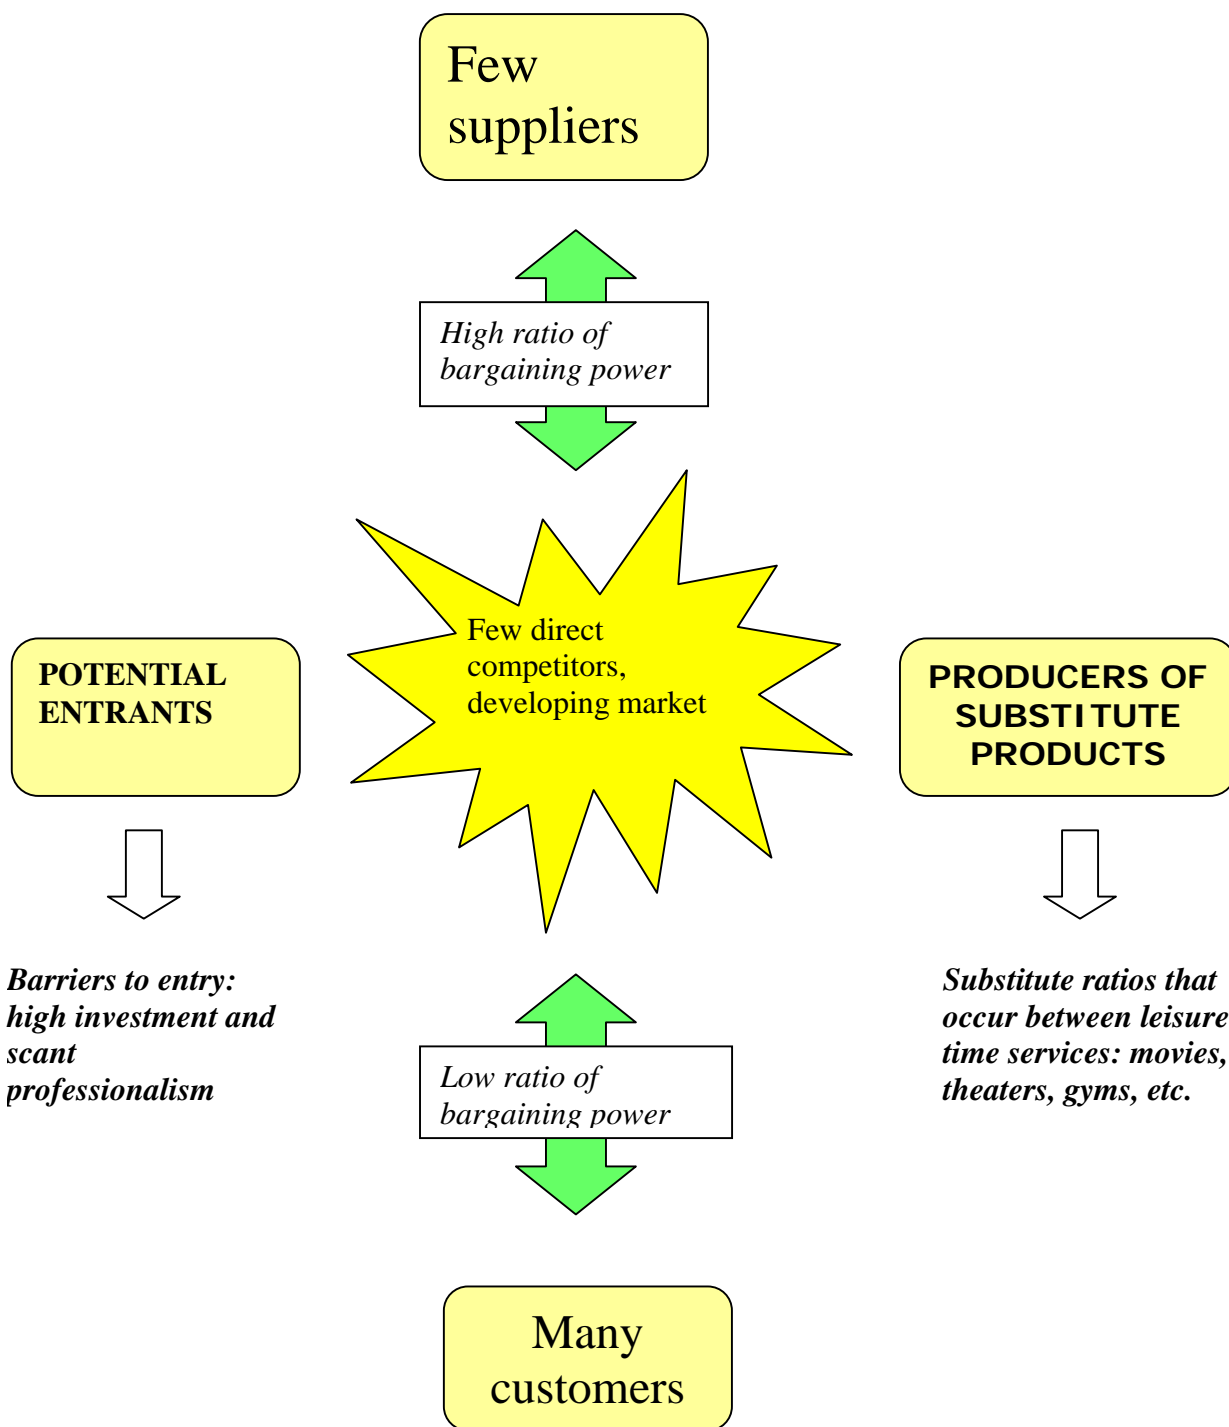 Few
suppliers
High ratio of
bargaining power
Few direct
competitors,
developing market
POTENTIAL
ENTRANTS
PRODUCERS OF
SUBSTITUTE
PRODUCTS
Barriers to entry:
high investment and
scant
professionalism
Substitute ratios that
occur between leisure
time services: movies,
theaters, gyms, etc.
Low ratio of
bargaining power
Many
customers